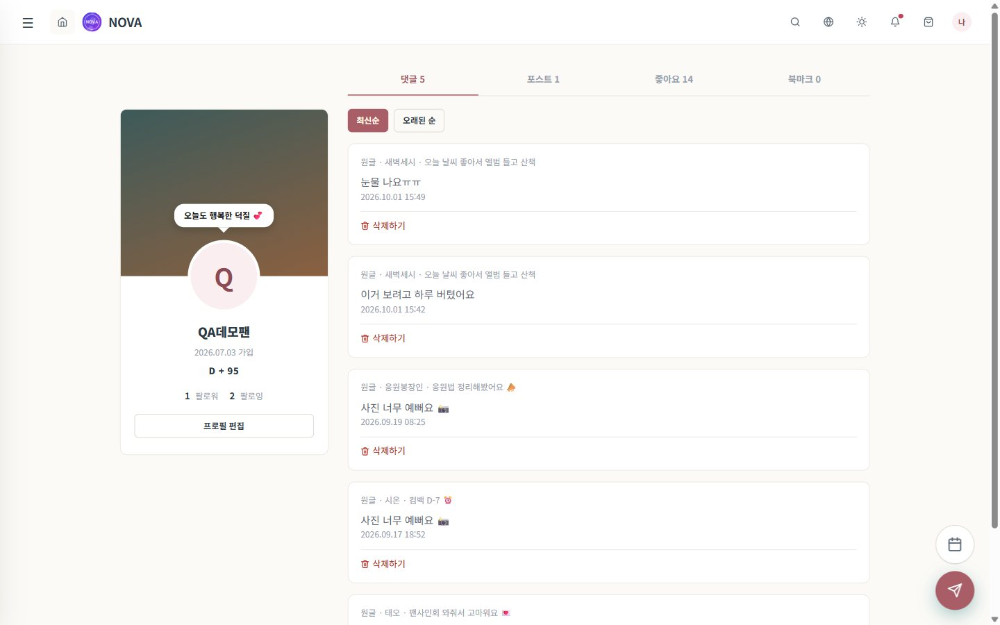 NOVA
NOVA
나
댓글 5
포스트 1
좋아요 14
북마크 0
최신순
오래된 순
오늘도 행복한 덕질 💕
Q
QA데모팬
2026.07.03 가입
D + 95
1 팔로워 2 팔로잉
프로필 편집
원글 · 새벽세시 · 오늘 날씨 좋아서 앨범 들고 산책
눈물 나요ㅠㅠ
2026.10.01 15:49
삭제하기
원글 · 새벽세시 · 오늘 날씨 좋아서 앨범 들고 산책
이거 보려고 하루 버텼어요
2026.10.01 15:42
삭제하기
원글 · 응원봉장인 · 응원법 정리해봤어요 📣
사진 너무 예뻐요 📸
2026.09.19 08:25
삭제하기
원글 · 시온 · 컴백 D-7 ⏰
사진 너무 예뻐요 📸
2026.09.17 18:52
삭제하기
원글 · 태오 · 팬사인회 와줘서 고마워요 💌